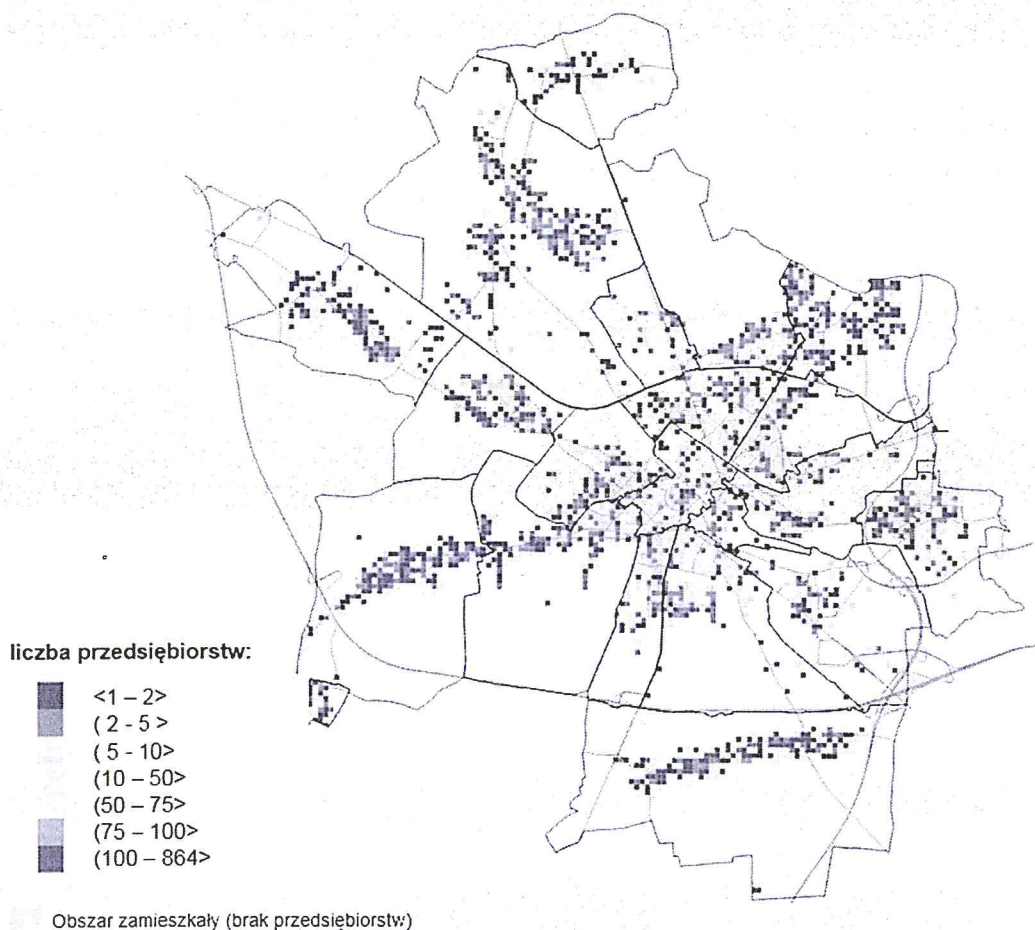 liczba przedsiębiorstw:
<1 – 2>
( 2 - 5 >
( 5 - 10>
(10 – 50>
(50 – 75>
(75 – 100>
(100 – 864>
Obszar zamieszkały (brak przedsiębiorstw)